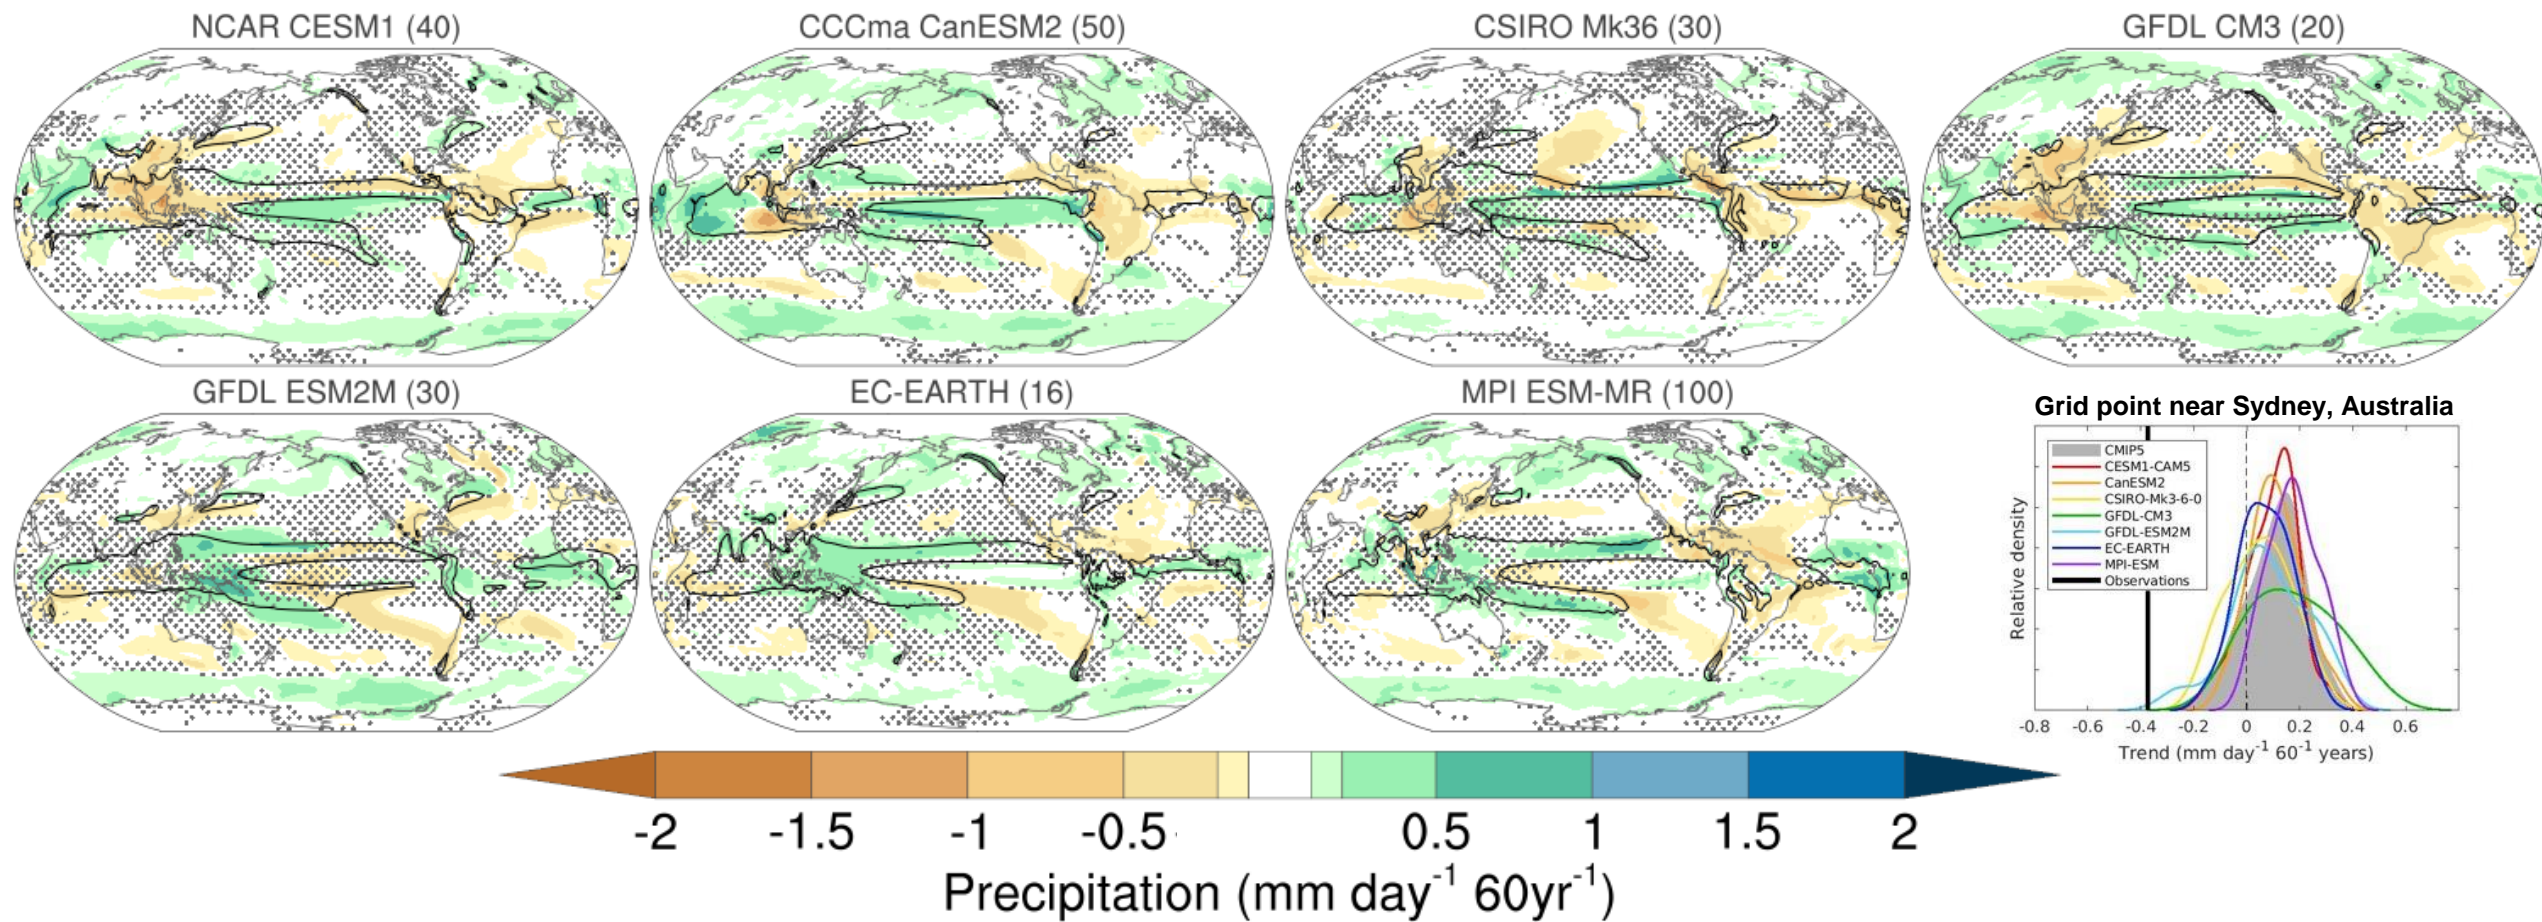 NCAR CESM1 (40)
CCCma CanESM2 (50)
CSIRO Mk36 (30)
GFDL CM3 (20)
GFDL ESM2M (30)
EC-EARTH (16)
MPI ESM-MR (100)
Grid point near Sydney, Australia
CMIP5
CESM1-CAM5
CanESM2
CSIRO-Mk3-6-0
GFDL-CM3
GFDL-ESM2M
EC-EARTH
MPI-ESM
Observations
Relative density
-0.8 -0.6 -0.4 -0.2 0 0.2 0.4 0.6
Trend (mm day⁻¹ 60⁻¹ years)
-2 -1.5 -1 -0.5 0.5 1 1.5 2
Precipitation (mm day⁻¹ 60yr⁻¹)